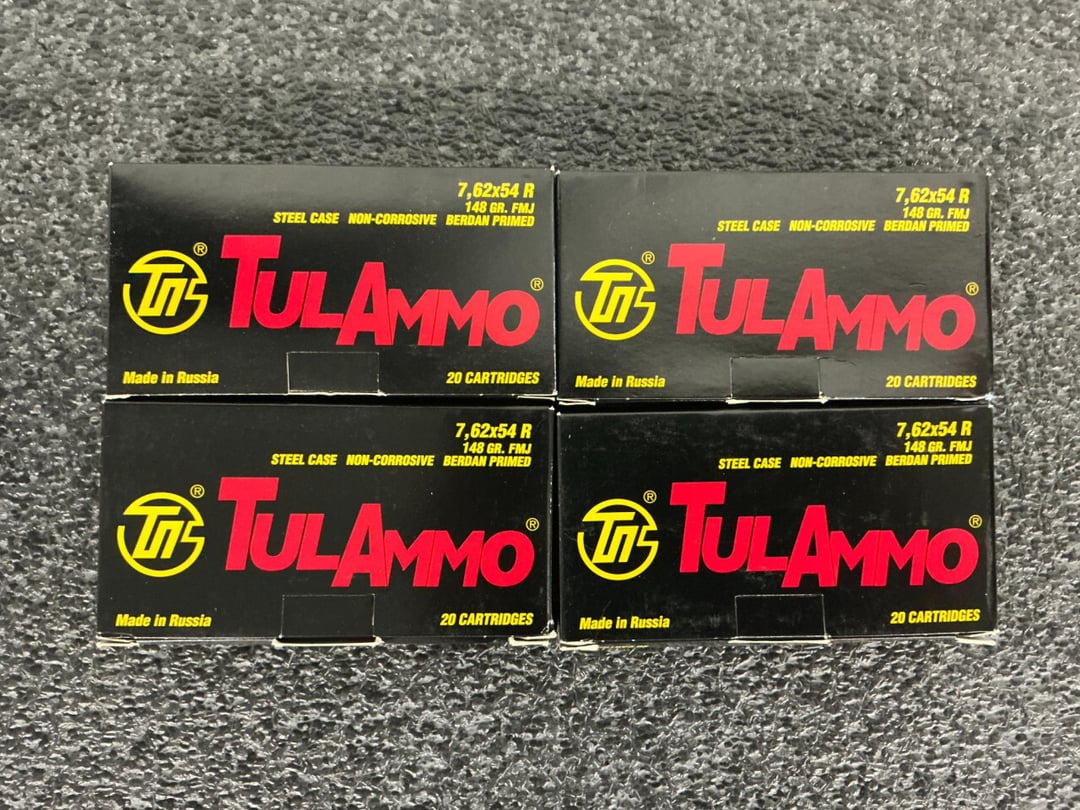 7,62x54 R
148 GR. FMJ
STEEL CASE NON-CORROSIVE BERDAN PRIMED
®
TULAMMO®
Made in Russia
20 CARTRIDGES
7,62x54 R
148 GR. FMJ
STEEL CASE NON-CORROSIVE BERDAN PRIMED
®
TULAMMO®
Made in Russia
20 CARTRIDGES
7,62x54 R
148 GR. FMJ
STEEL CASE NON-CORROSIVE BERDAN PRIMED
®
TULAMMO®
Made in Russia
20 CARTRIDGES
7,62x54 R
148 GR. FMJ
STEEL CASE NON-CORROSIVE BERDAN PRIMED
®
TULAMMO®
Made in Russia
20 CARTRIDGES